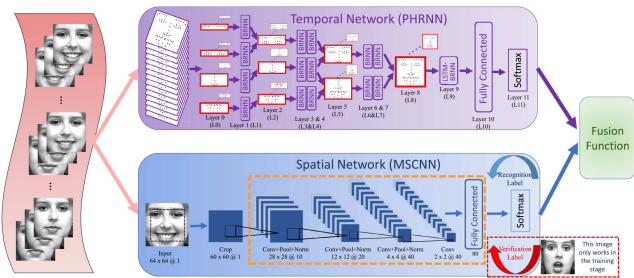 Temporal Network (PHRNN)
BRNN
BRNN
BRNN
BRNN
BRNN
BRNN
BRNN
BRNN
BRNN
BRNN
BRNN
BRNN
BRNN
BRNN
LSTM-
BRNN
Fully Connected
Softmax
Layer 0
(L0)
Layer 1 (L1)
Layer 2
(L2)
Layer 3 & 4
(L3&L4)
Layer 5
(L5)
Layer 6 & 7
(L6&L7)
Layer 8
(L8)
Layer 9
(L9)
Layer 10
(L10)
Layer 11
(L11)
Fusion
Function
Spatial Network (MSCNN)
Recognition
Label
Fully Connected
Softmax
Input
64 x 64 @ 1
Crop
60 x 60 @ 1
Conv+Pool+Norm
28 x 28 @ 10
Conv+Pool+Norm
12 x 12 @ 20
Conv+Pool+Norm
4 x 4 @ 40
Conv
2 x 2 @ 40
80
Verification
Label
This image
only works in
the training
stage